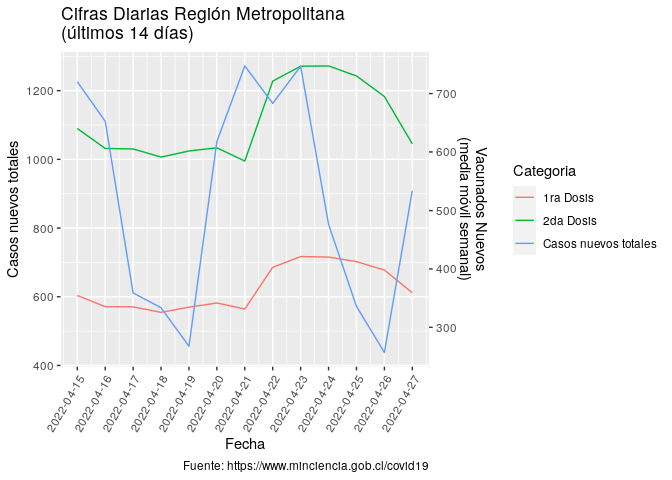 Cifras Diarias Región Metropolitana
(últimos 14 días)
Casos nuevos totales
1200
1000
800
600
400
700
600
500
400
300
Vacunados Nuevos
(media móvil semanal)
2022-04-15
2022-04-16
2022-04-17
2022-04-18
2022-04-19
2022-04-20
2022-04-21
2022-04-22
2022-04-23
2022-04-24
2022-04-25
2022-04-26
2022-04-27
Fecha
Categoria
1ra Dosis
2da Dosis
Casos nuevos totales
Fuente: https://www.minciencia.gob.cl/covid19